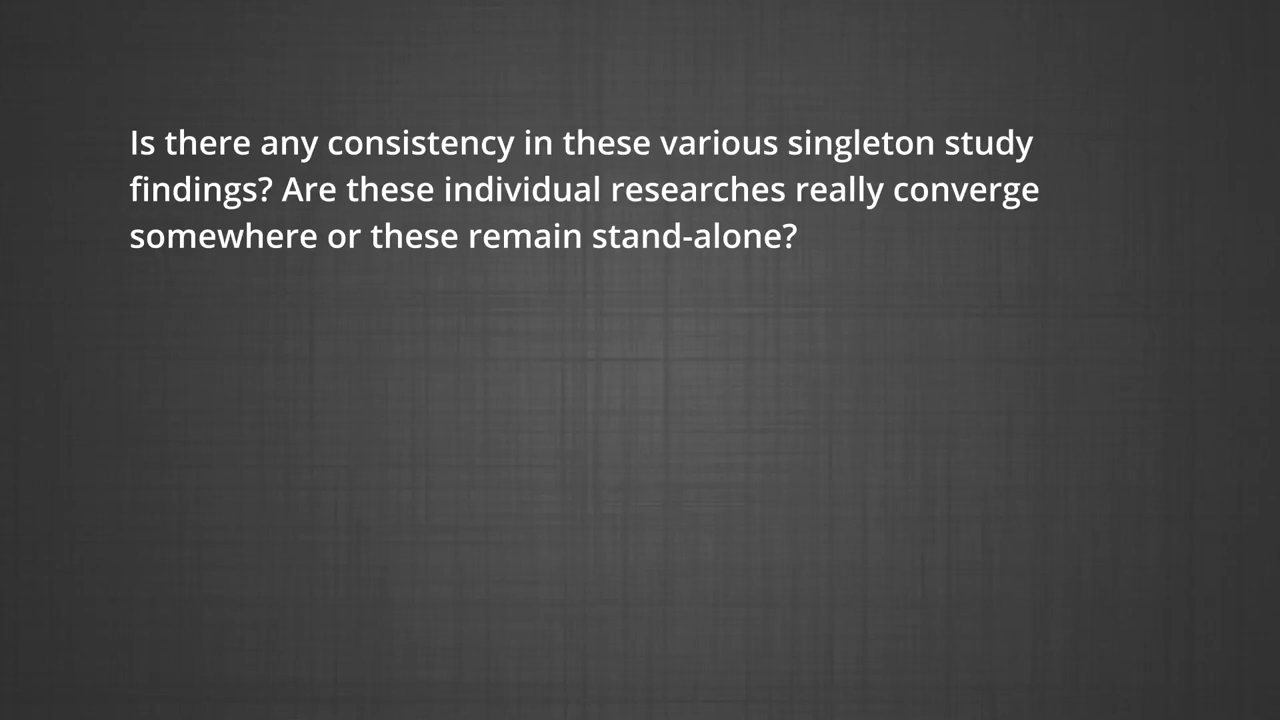 Is there any consistency in these various singleton study
findings? Are these individual researches really converge
somewhere or these remain stand-alone?